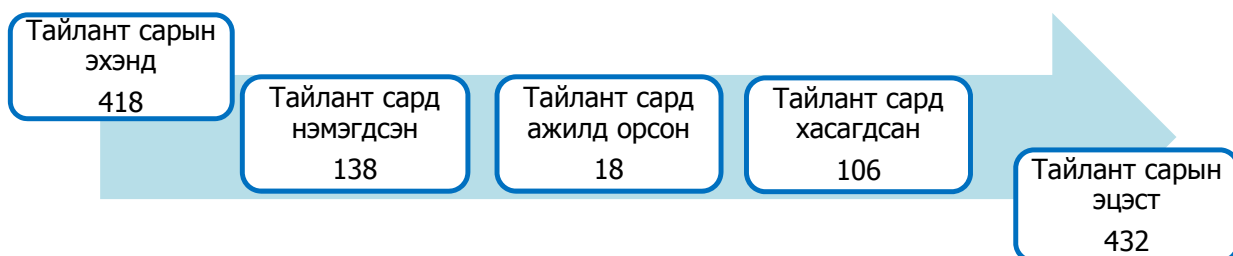 Тайлант сарын
эхэнд
418
Тайлант сард
нэмэгдсэн
138
Тайлант сард
ажилд орсон
18
Тайлант сард
хасагдсан
106
Тайлант сарын
эцэст
432